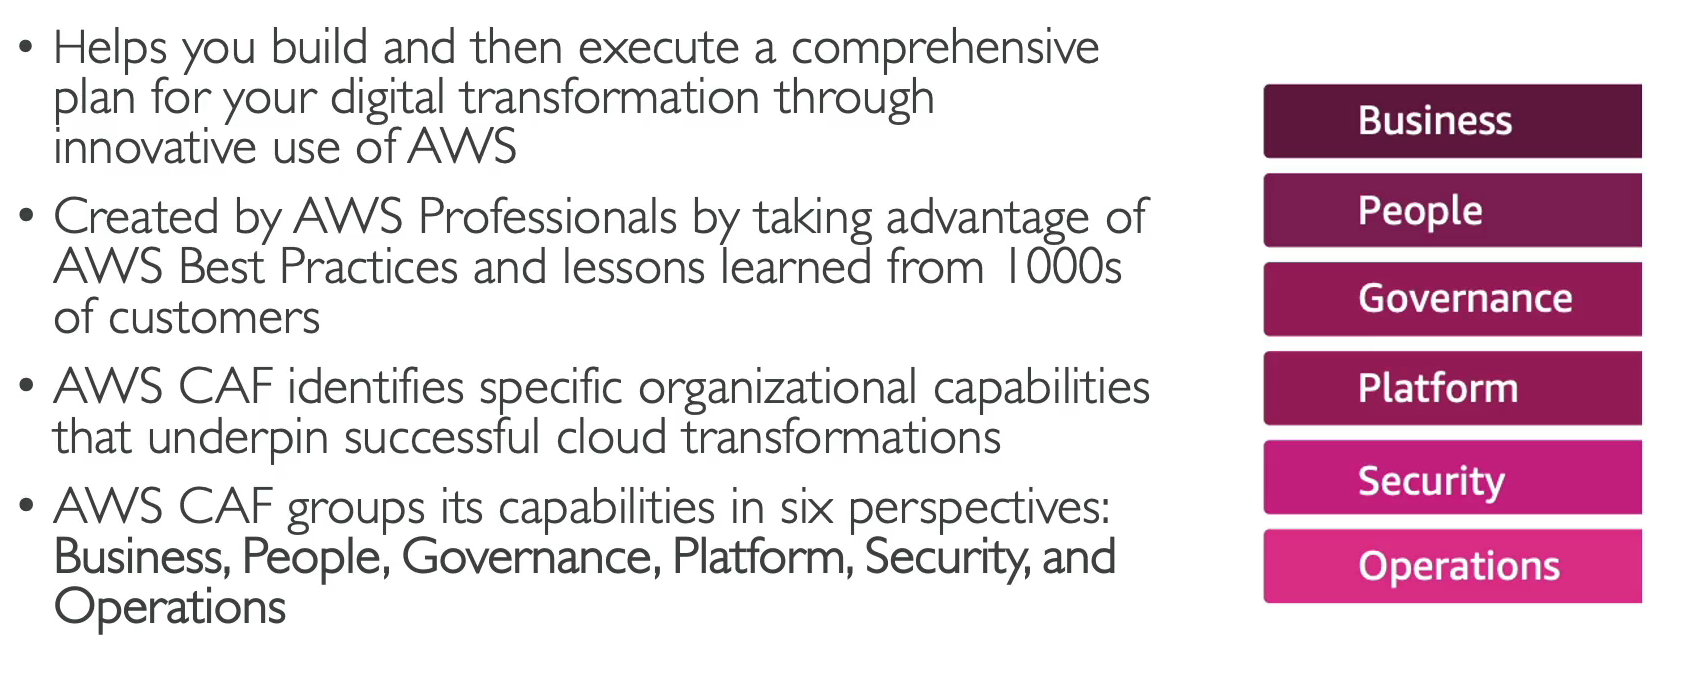 • Helps you build and then execute a comprehensive
plan for your digital transformation through
innovative use of AWS
• Created by AWS Professionals by taking advantage of
AWS Best Practices and lessons learned from 1000s
of customers
• AWS CAF identifies specific organizational capabilities
that underpin successful cloud transformations
• AWS CAF groups its capabilities in six perspectives:
Business, People, Governance, Platform, Security, and
Operations
Business
People
Governance
Platform
Security
Operations